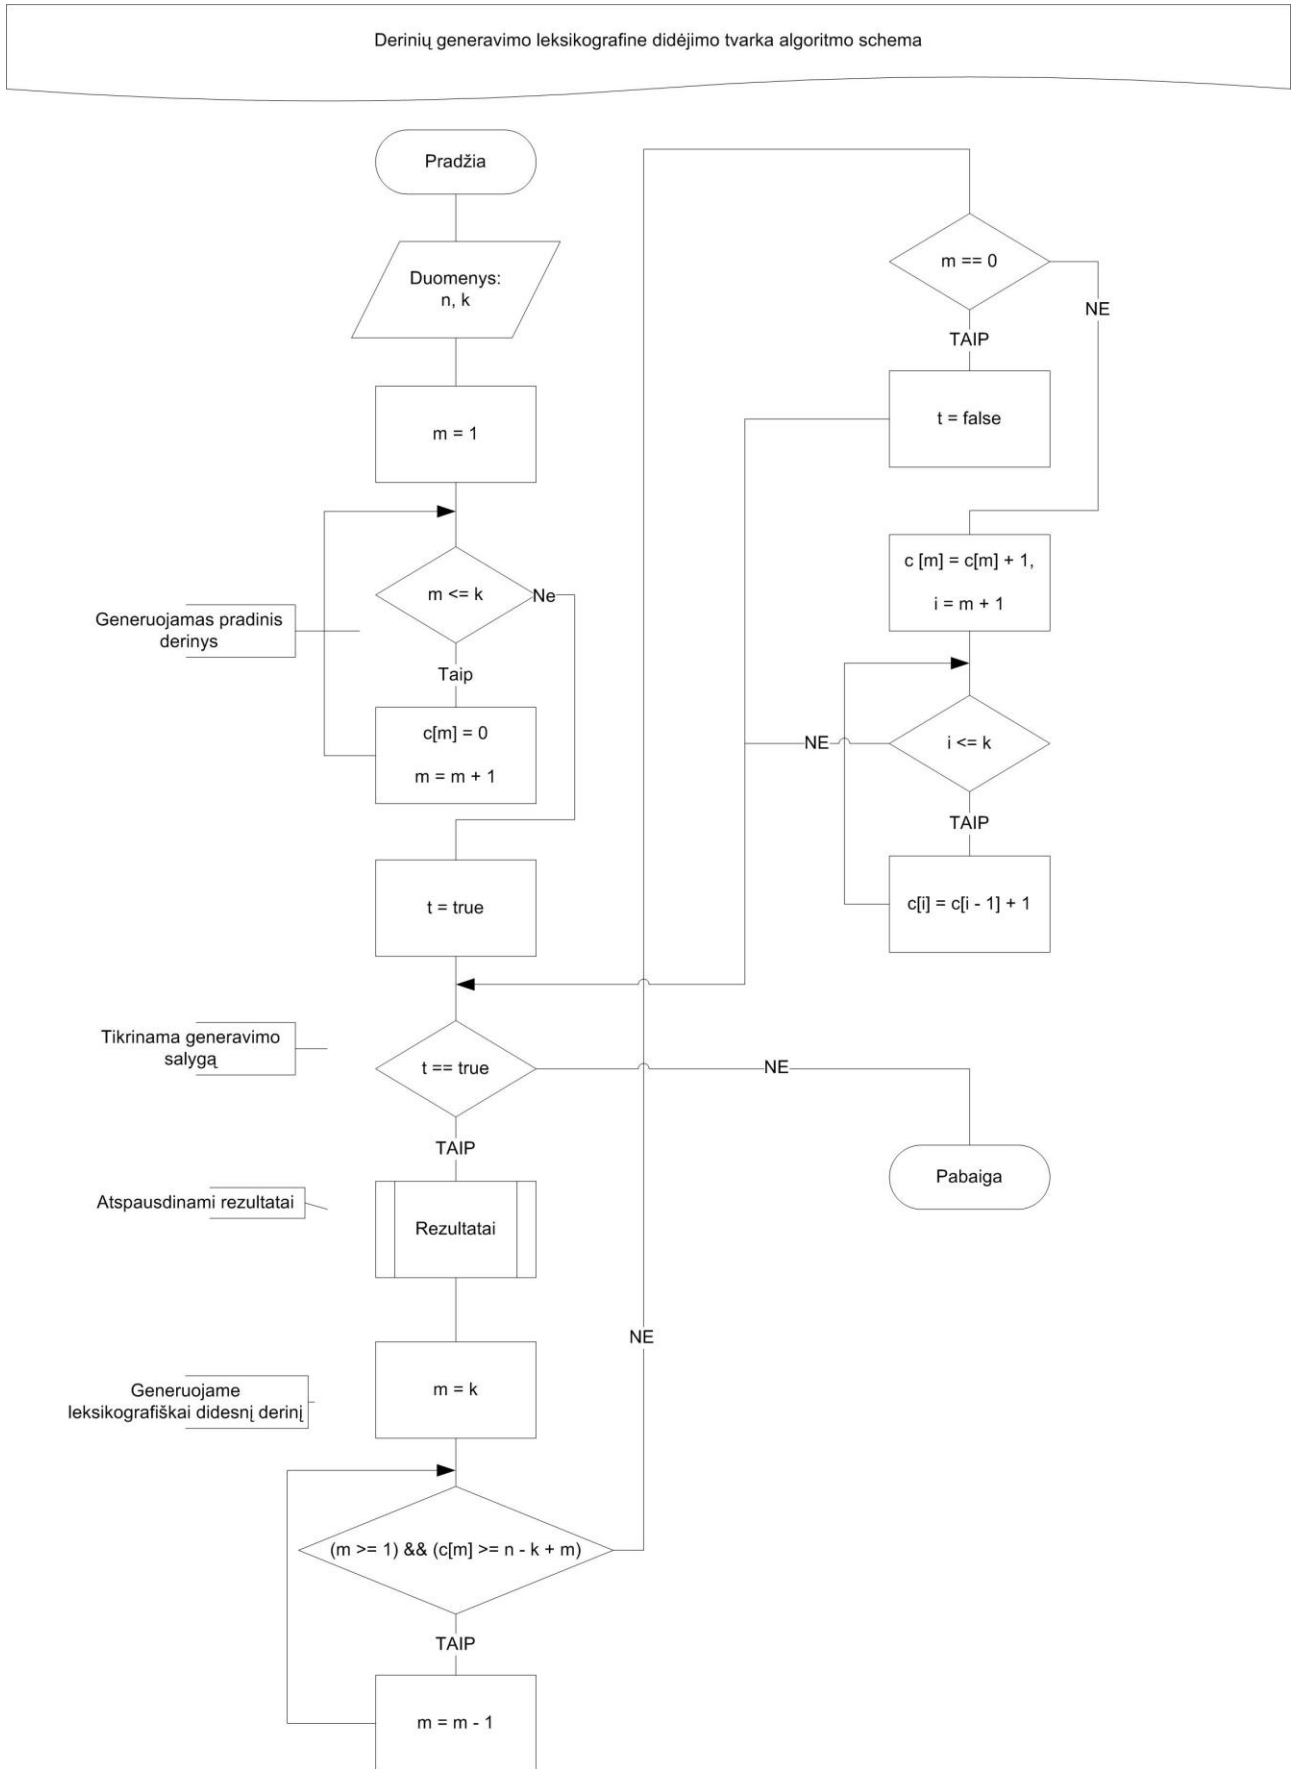 Derinių generavimo leksikografine didėjimo tvarka algoritmo schema
Pradžia
Duomenys:
n, k
m = 1
m <= k
Ne
Generuojamas pradinis
derinys
Taip
c[m] = 0
m = m + 1
t = true
Tikrinama generavimo
salygą
t == true
NE
TAIP
Atspausdinami rezultatai
Rezultatai
Generuojame
leksikografiškai didesnį derinį
m = k
(m >= 1) && (c[m] >= n - k + m)
NE
TAIP
m = m - 1
m == 0
NE
TAIP
t = false
c [m] = c[m] + 1,
i = m + 1
i <= k
NE
TAIP
c[i] = c[i - 1] + 1
Pabaiga